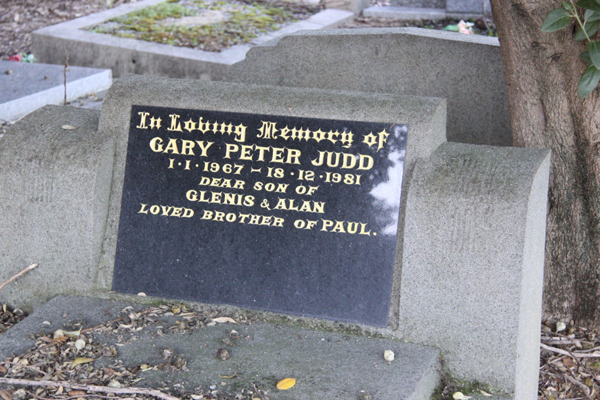 In Loving Memory of
GARY PETER JUDD
1·1·1967 – 18·12·1981
DEAR SON OF
GLENIS & ALAN
LOVED BROTHER OF PAUL.